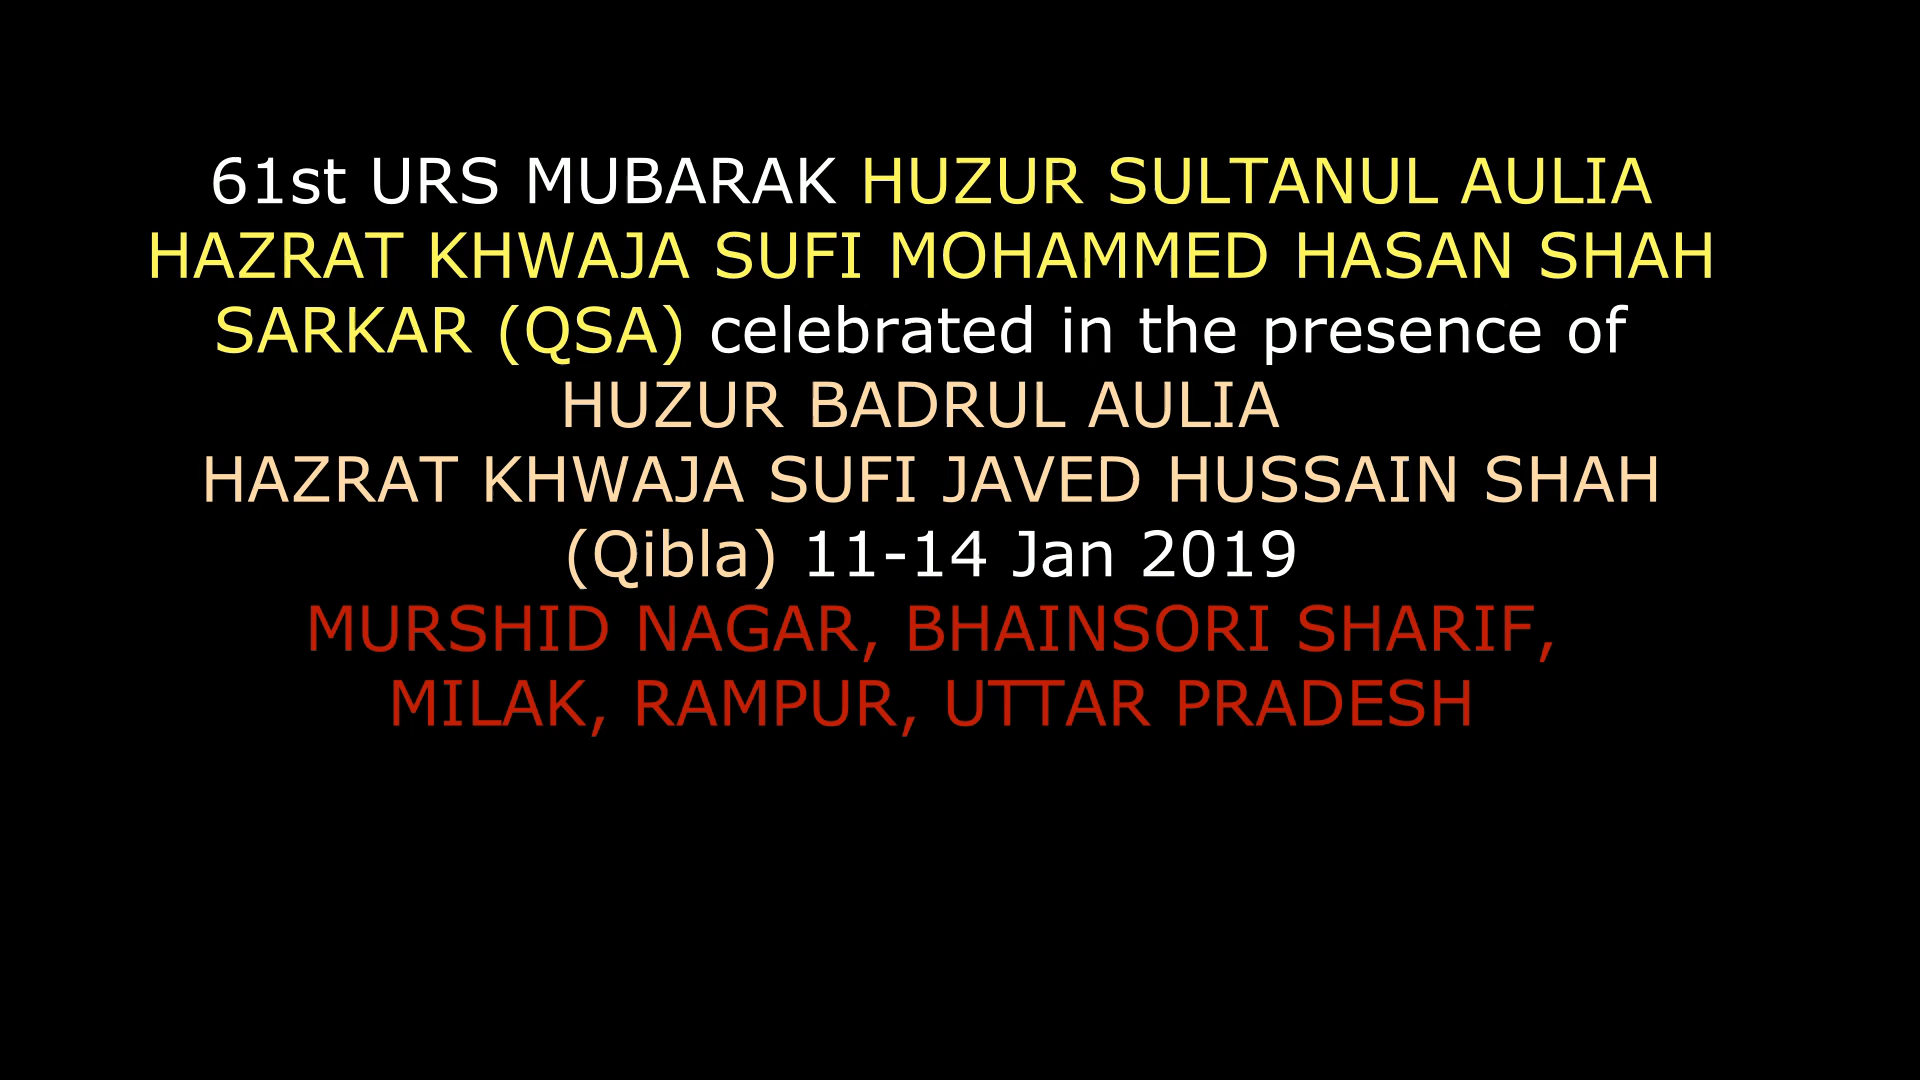 61st URS MUBARAK HUZUR SULTANUL AULIA
HAZRAT KHWAJA SUFI MOHAMMED HASAN SHAH
SARKAR (QSA) celebrated in the presence of
HUZUR BADRUL AULIA
HAZRAT KHWAJA SUFI JAVED HUSSAIN SHAH
(Qibla) 11-14 Jan 2019
MURSHID NAGAR, BHAINSORI SHARIF,
MILAK, RAMPUR, UTTAR PRADESH